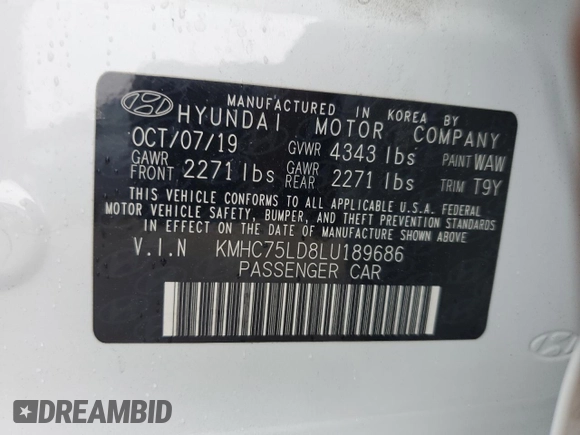 MANUFACTURED IN KOREA BY
HYUNDAI MOTOR COMPANY
OCT/07/19 GVWR 4343 lbs PAINT WAW
GAWR FRONT 2271 lbs GAWR REAR 2271 lbs TRIM T9Y
THIS VEHICLE CONFORMS TO ALL APPLICABLE U.S.A. FEDERAL
MOTOR VEHICLE SAFETY, BUMPER, AND THEFT PREVENTION STANDARDS
IN EFFECT ON THE DATE OF MANUFACTURE SHOWN ABOVE
V.I.N KMHC75LD8LU189686
PASSENGER CAR
DREAMBID